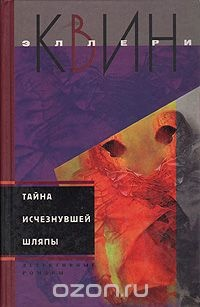 ЭЛЛЕРИ
КВИН
ТАЙНА
ИСЧЕЗНУВШЕЙ
ШЛЯПЫ
ДЕТЕКТИВНЫЕ
РОМАНЫ
ozon.ru